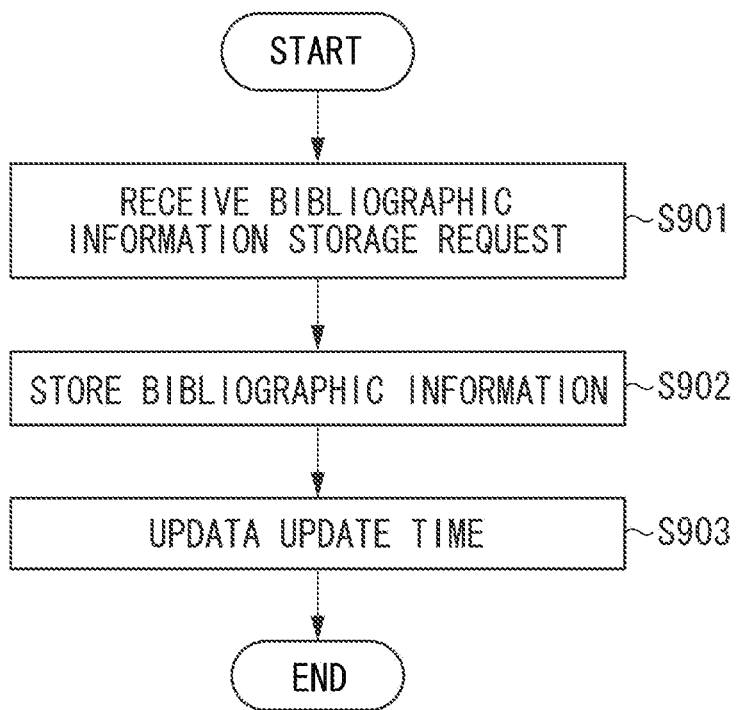 START
RECEIVE BIBLIOGRAPHIC
INFORMATION STORAGE REQUEST
S901
STORE BIBLIOGRAPHIC INFORMATION
S902
UPDATA UPDATE TIME
S903
END